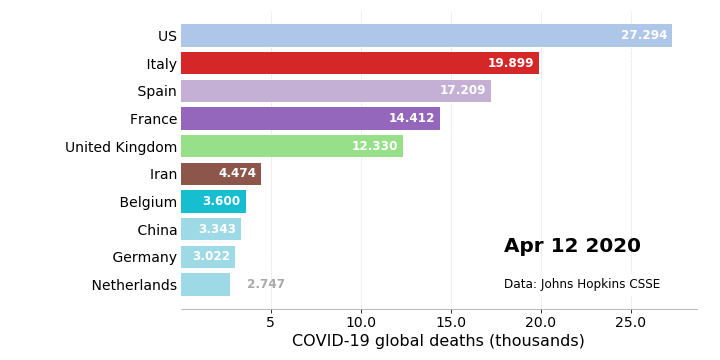 US 27.294
Italy 19.899
Spain 17.209
France 14.412
United Kingdom 12.330
Iran 4.474
Belgium 3.600
China 3.343
Germany 3.022
Netherlands 2.747
Apr 12 2020
Data: Johns Hopkins CSSE
5 10.0 15.0 20.0 25.0
COVID-19 global deaths (thousands)